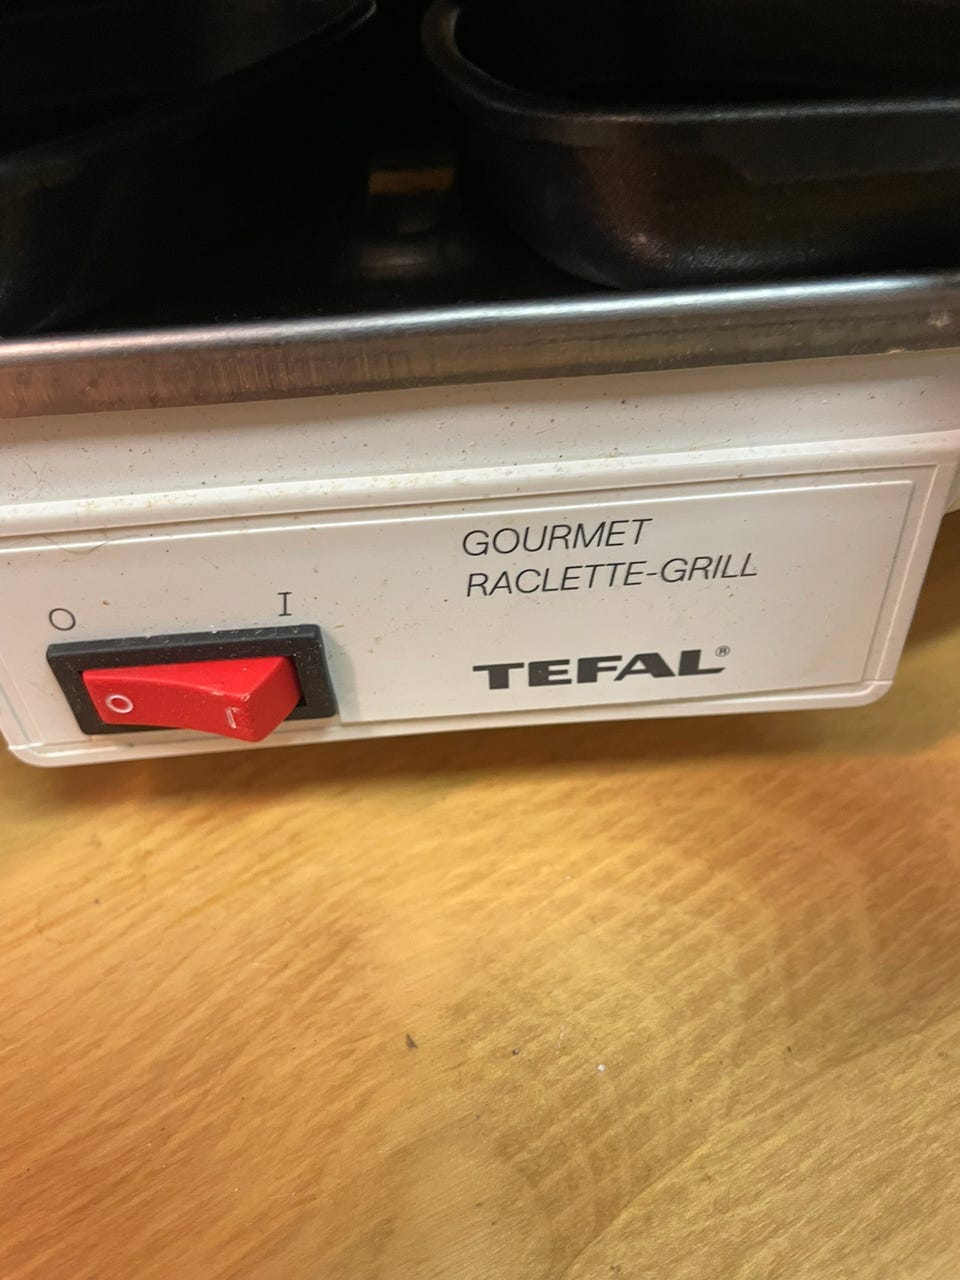 GOURMET
RACLETTE-GRILL
O I
TEFAL®
O I